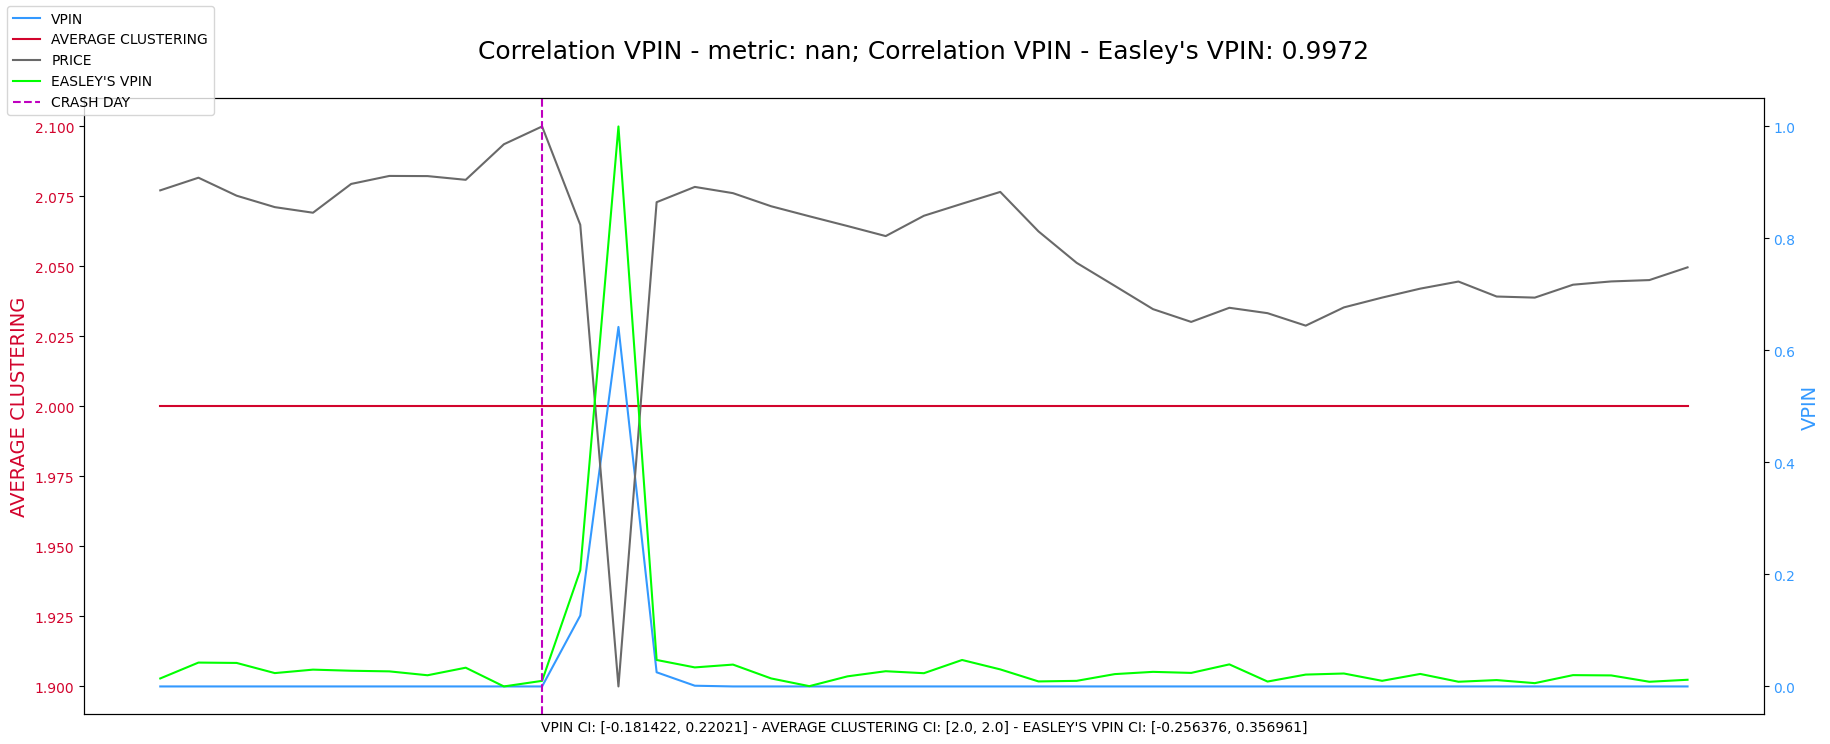 VPIN
AVERAGE CLUSTERING
PRICE
EASLEY'S VPIN
CRASH DAY
Correlation VPIN - metric: nan; Correlation VPIN - Easley's VPIN: 0.9972
AVERAGE CLUSTERING
2.100
2.075
2.050
2.025
2.000
1.975
1.950
1.925
1.900
1.0
0.8
0.6
0.4
0.2
0.0
VPIN
VPIN CI: [-0.181422, 0.22021] - AVERAGE CLUSTERING CI: [2.0, 2.0] - EASLEY'S VPIN CI: [-0.256376, 0.356961]